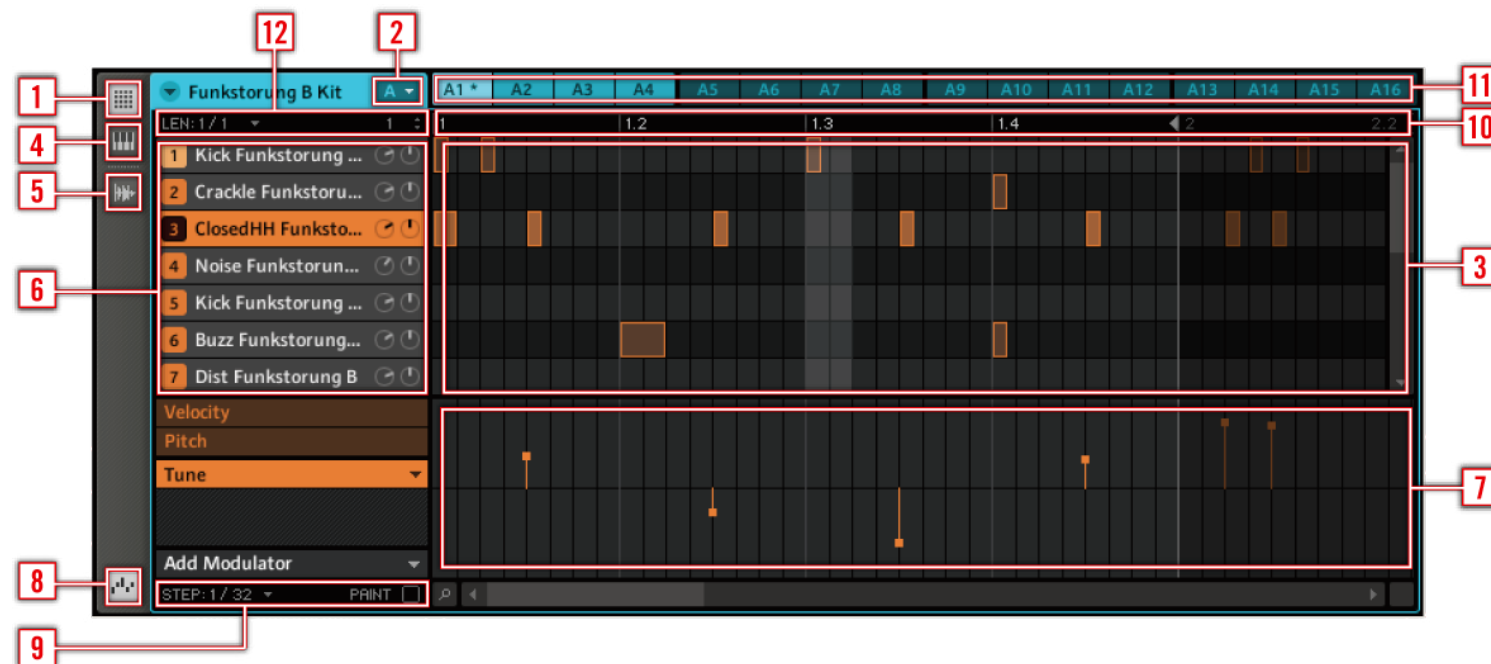 12 2
1 Funkstorung B Kit A A1 * A2 A3 A4 A5 A6 A7 A8 A9 A10 A11 A12 A13 A14 A15 A16 11
LEN: 1 / 1 1 1 1.2 1.3 1.4 2 2.2 10
4
1 Kick Funkstorung ...
5 2 Crackle Funkstoru...
3 ClosedHH Funksto...
4 Noise Funkstorun... 3
6 5 Kick Funkstorung ...
6 Buzz Funkstorung...
7 Dist Funkstorung B
Velocity
Pitch
Tune 7
Add Modulator
8
STEP: 1 / 32 PAINT
9